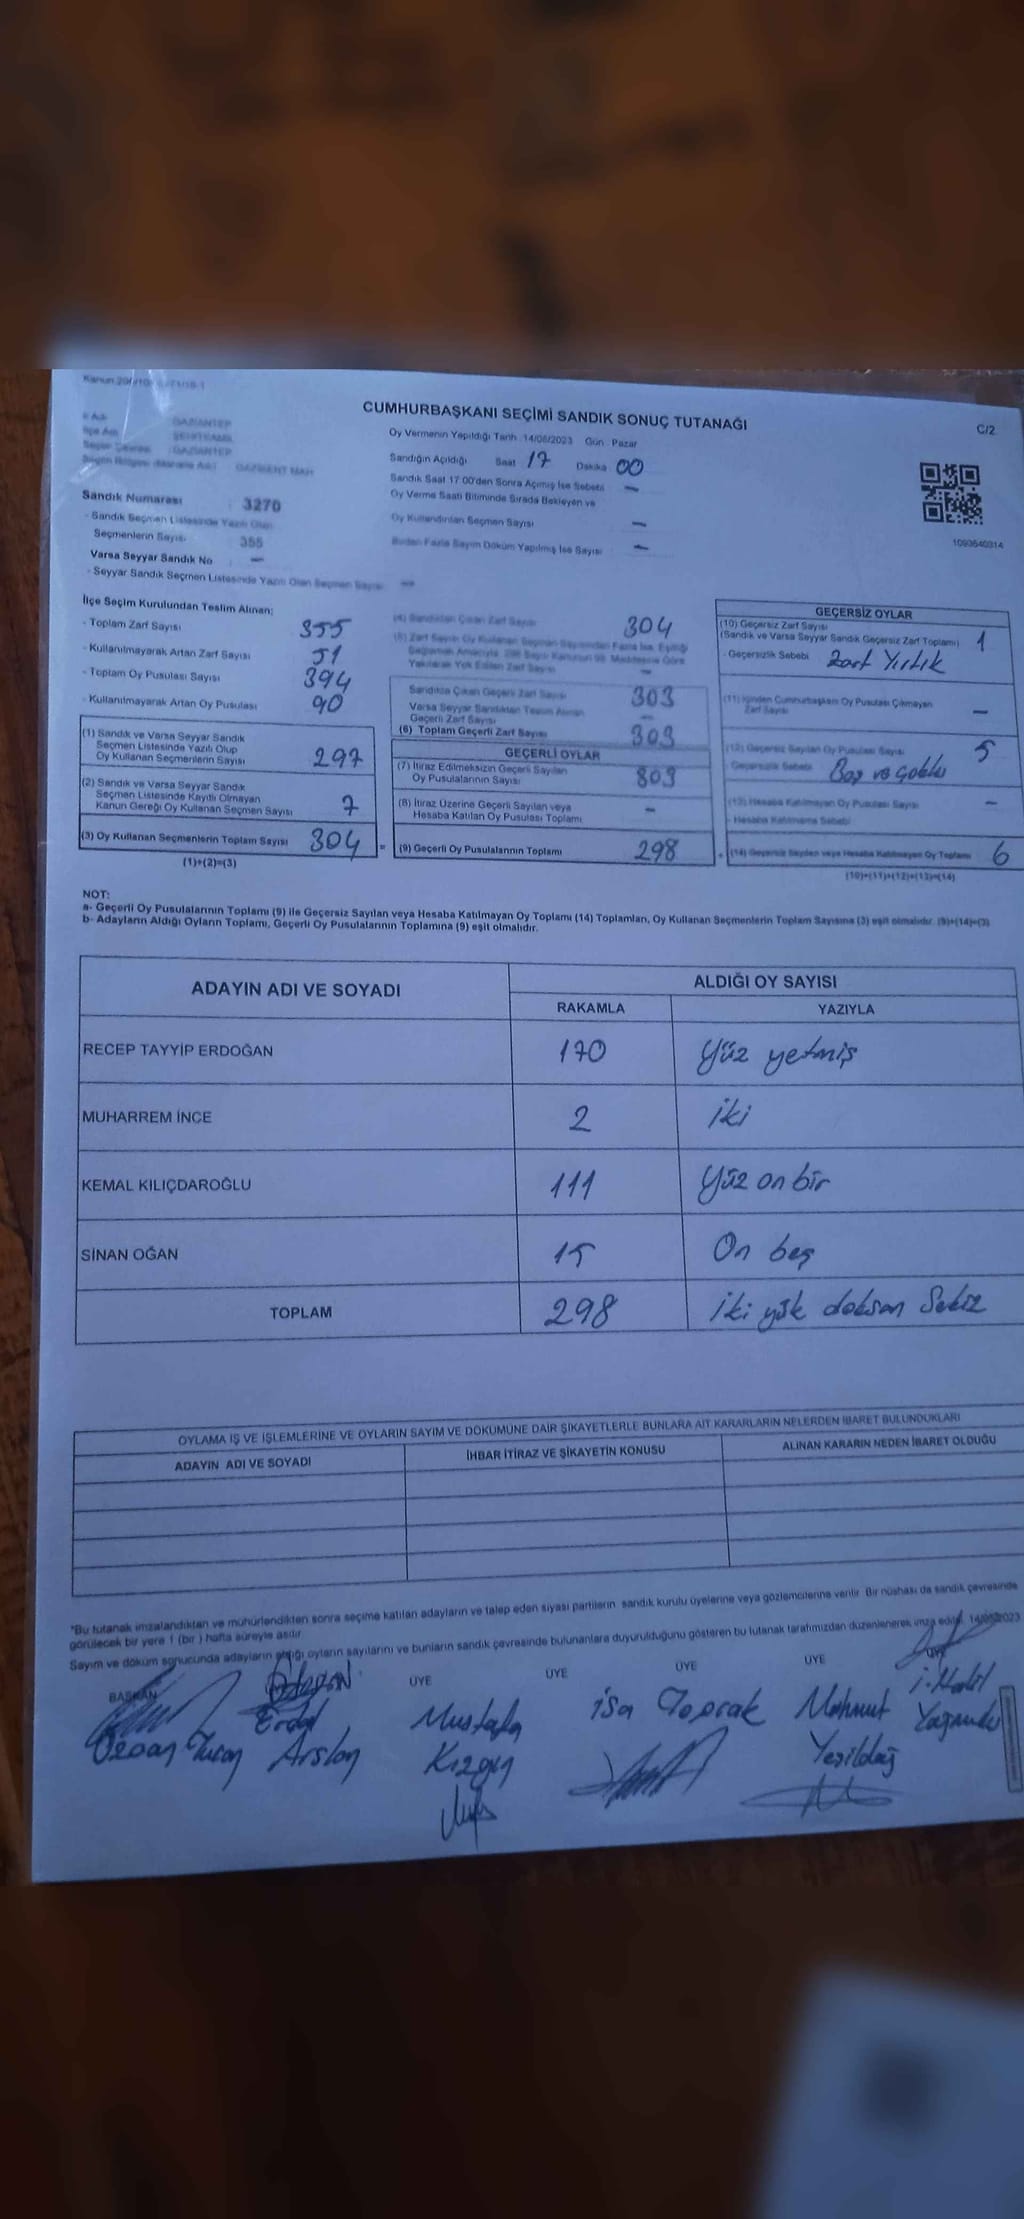 CUMHURBAŞKANI SEÇİMİ SANDIK SONUÇ TUTANAĞI
C/2
İl Adı GAZİANTEP
İlçe Adı ŞEHİTKAMİL
Seçim Çevresi GAZİANTEP
GAZİKENT MAH
Oy Vermenin Yapıldığı Tarih 14/05/2023 Gün Pazar
Sandığın Açıldığı Saat 17 Dakika 00
Sandık Saat 17 00'den Sonra Açımış İse Sebebi —
Oy Verme Saati Bitiminde Sırada Bekleyen ve
Oy Kullandırılan Seçmen Sayısı —
Birden Fazla Sayım Döküm Yapılmış İse Sayısı —
1093640314
Sandık Numarası : 3270
- Sandık Seçmen Listesinde Yazılı Olan
Seçmenlerin Sayısı : 355
Varsa Seyyar Sandık No : —
- Seyyar Sandık Seçmen Listesinde Yazılı Olan Seçmen Sayısı : —
İlçe Seçim Kurulundan Teslim Alınan:
- Toplam Zarf Sayısı 355
- Kullanılmayarak Artan Zarf Sayısı 51
- Toplam Oy Pusulası Sayısı 394
- Kullanılmayarak Artan Oy Pusulası 90
(1) Sandık ve Varsa Seyyar Sandık
Seçmen Listesinde Yazılı Olup
Oy Kullanan Seçmenlerin Sayısı 297
(2) Sandık ve Varsa Seyyar Sandık
Seçmen Listesinde Kayıtlı Olmayan
Kanun Gereği Oy Kullanan Seçmen Sayısı 7
(3) Oy Kullanan Seçmenlerin Toplam Sayısı 304
(1)+(2)=(3)
(4) Sandıktan Çıkan Zarf Sayısı 304
(5) Zarf Sayısı Oy Kullanan Seçmen Sayısından Fazla İse, Eşitliği
Sağlamak Amacıyla, 298 Sayılı Kanunun 98. Maddesine Göre
Yakılarak Yok Edilen Zarf Sayısı —
Sandıkta Çıkan Geçerli Zarf Sayısı 303
Varsa Seyyar Sandıktan Teslim Alınan
Geçerli Zarf Sayısı —
(6) Toplam Geçerli Zarf Sayısı 303
GEÇERLİ OYLAR
(7) İtiraz Edilmeksizin Geçerli Sayılan
Oy Pusulalarının Sayısı 303
(8) İtiraz Üzerine Geçerli Sayılan veya
Hesaba Katılan Oy Pusulası Toplamı —
(9) Geçerli Oy Pusulalarının Toplamı 298
GEÇERSİZ OYLAR
(10) Geçersiz Zarf Sayısı
(Sandık ve Varsa Seyyar Sandık Geçersiz Zarf Toplamı) 1
- Geçersizlik Sebebi Zarf Yırtık
(11) İçinden Cumhurbaşkanı Oy Pusulası Çıkmayan
Zarf Sayısı —
(12) Geçersiz Sayılan Oy Pusulası Sayısı 5
- Geçersizlik Sebebi Boş ve
(13) Hesaba Katılmayan Oy Pusulası Sayısı —
- Hesaba Katılmama Sebebi
(14) Geçersiz Sayılan veya Hesaba Katılmayan Oy Toplamı 6
(10)+(11)+(12)+(13)=(14)
NOT:
a- Geçerli Oy Pusulalarının Toplamı (9) ile Geçersiz Sayılan veya Hesaba Katılmayan Oy Toplamı (14) Toplamları, Oy Kullanan Seçmenlerin Toplam Sayısına (3) eşit olmalıdır. (9)+(14)=(3)
b- Adayların Aldığı Oyların Toplamı, Geçerli Oy Pusulalarının Toplamına (9) eşit olmalıdır.
ADAYIN ADI VE SOYADI
ALDIĞI OY SAYISI
RAKAMLA YAZIYLA
RECEP TAYYİP ERDOĞAN 170 Yüz yetmiş
MUHARREM İNCE 2 iki
KEMAL KILIÇDAROĞLU 111 Yüz on bir
SİNAN OĞAN 15 On beş
TOPLAM 298 iki yüz doksan Sekiz
OYLAMA İŞ VE İŞLEMLERİNE VE OYLARIN SAYIM VE DÖKÜMÜNE DAİR ŞİKAYETLERLE BUNLARA AİT KARARLARIN NELERDEN İBARET BULUNDUKLARI
ADAYIN ADI VE SOYADI İHBAR İTİRAZ VE ŞİKAYETİN KONUSU ALINAN KARARIN NEDEN İBARET OLDUĞU
*Bu tutanak imzalandıktan ve mühürlendikten sonra seçime katılan adayların ve talep eden siyasi partilerin sandık kurulu üyelerine veya gözlemcilerine verilir. Bir nüshası da sandık çevresinde
görülecek bir yere 1 (bir ) hafta süreyle asılır.
Sayım ve döküm sonucunda adayların aldığı oyların sayılarını ve bunların sandık çevresinde bulunanlara duyurulduğunu gösteren bu tutanak tarafımızdan düzenlenerek imza edildi. 14/05/2023
BAŞKAN ÜYE ÜYE ÜYE ÜYE ÜYE
Erdal Mustafa İsa Toprak Mahmut i. Halil
Turan Arslan Kızgın Yeşildağ